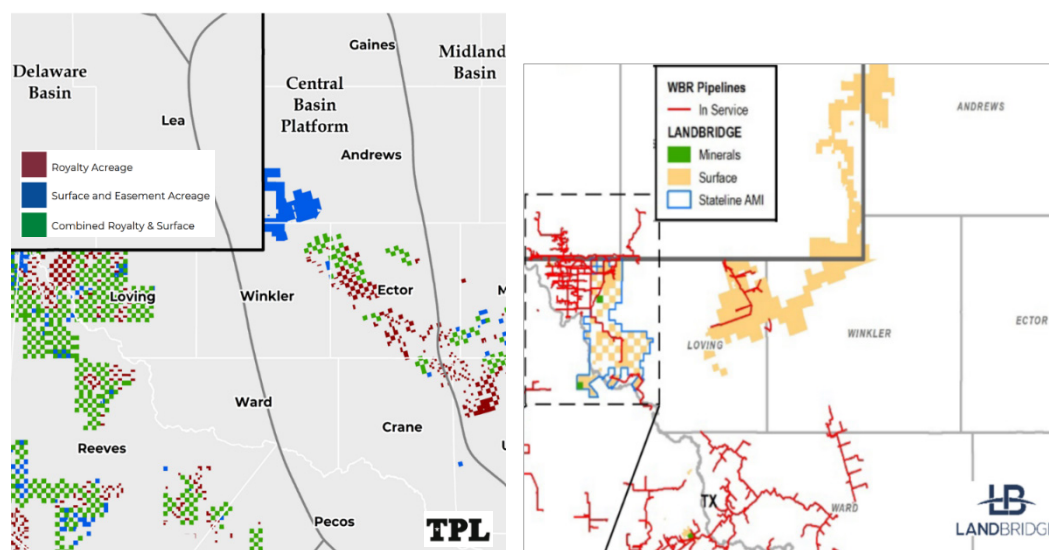 Gaines
Midland
Basin
Delaware
Basin
Central
Basin
Platform
Lea
Andrews
Royalty Acreage
Surface and Easement Acreage
Combined Royalty & Surface
Loving
Winkler
Ector
M
Ward
Crane
Reeves
U
Pecos
TPL
WBR Pipelines
In Service
LANDBRIDGE
Minerals
Surface
Stateline AMI
ANDREWS
LOVING
WINKLER
ECTOR
TX
WARD
LB
LANDBRIDGE